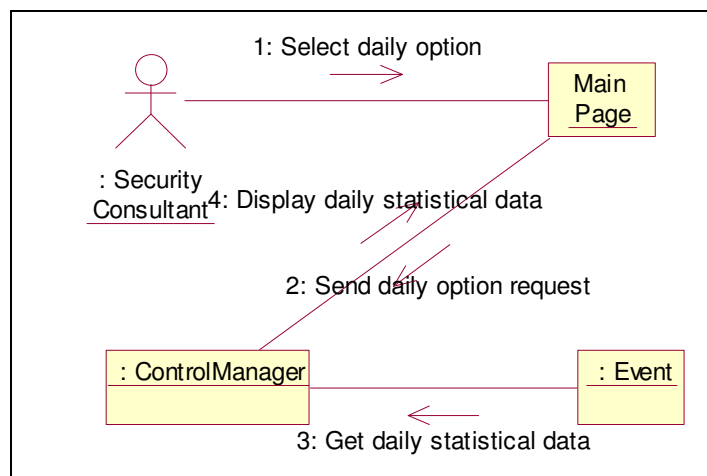 1: Select daily option
Main
Page
: Security
Consultant
4: Display daily statistical data
2: Send daily option request
: ControlManager
: Event
3: Get daily statistical data